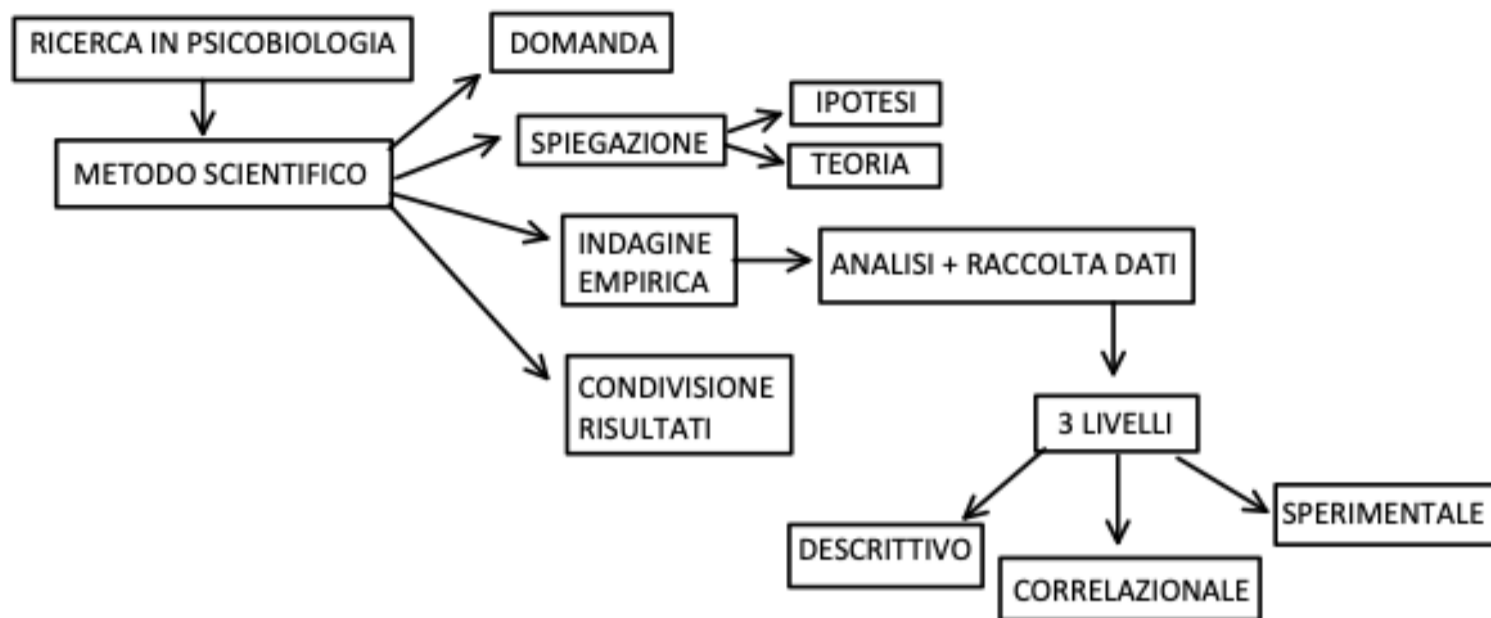 RICERCA IN PSICOBIOLOGIA
DOMANDA
IPOTESI
SPIEGAZIONE
TEORIA
METODO SCIENTIFICO
INDAGINE
EMPIRICA
ANALISI + RACCOLTA DATI
CONDIVISIONE
RISULTATI
3 LIVELLI
DESCRITTIVO
CORRELAZIONALE
SPERIMENTALE